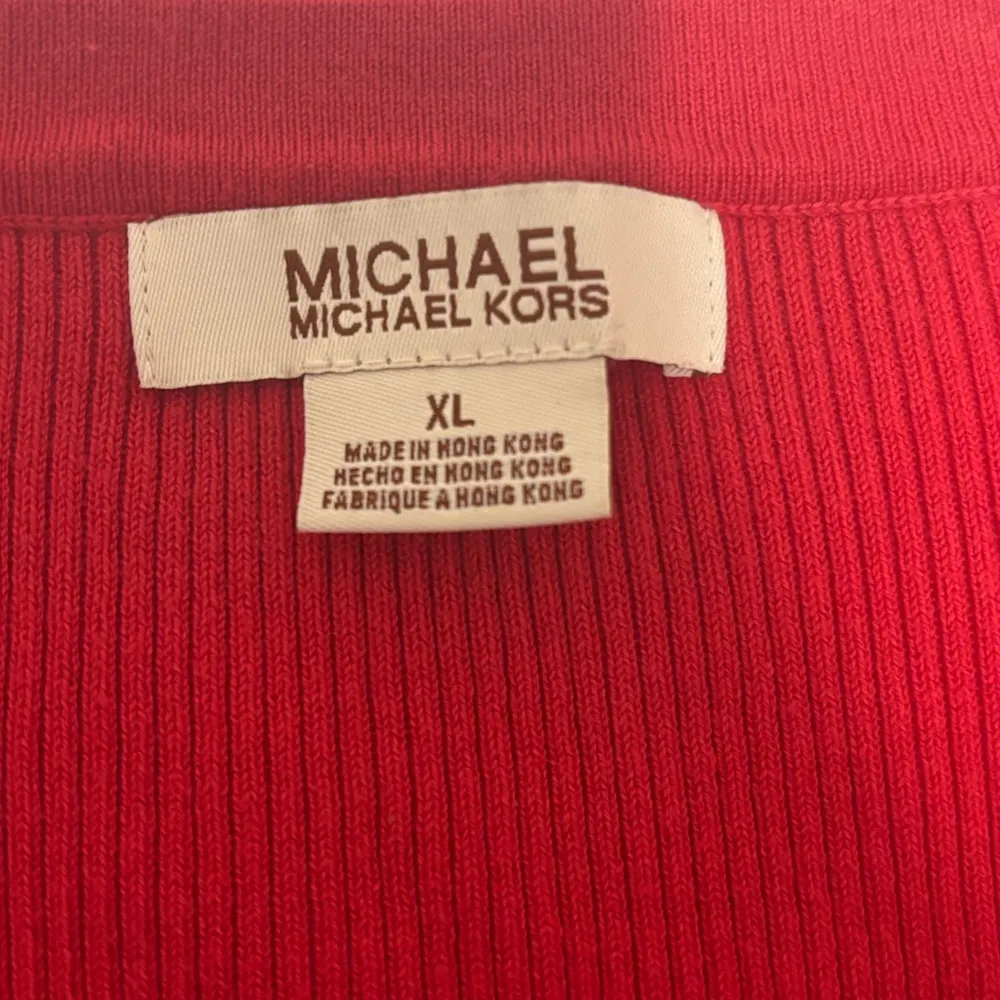 MICHAEL
MICHAEL KORS
XL
MADE IN HONG KONG
HECHO EN HONG KONG
FABRIQUE A HONG KONG